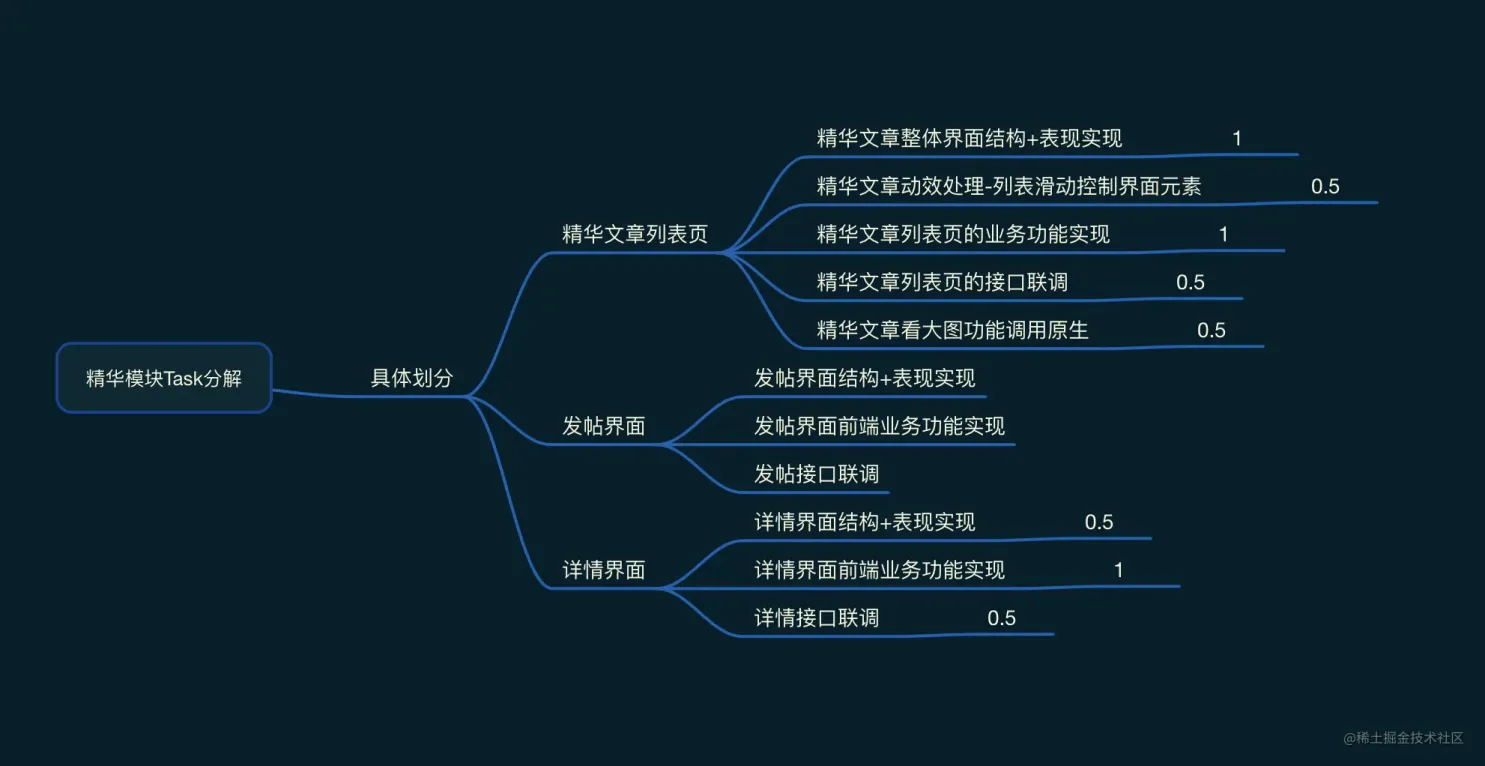 精华模块Task分解
具体划分
精华文章列表页
精华文章整体界面结构+表现实现 1
精华文章动效处理-列表滑动控制界面元素 0.5
精华文章列表页的业务功能实现 1
精华文章列表页的接口联调 0.5
精华文章看大图功能调用原生 0.5
发帖界面
发帖界面结构+表现实现
发帖界面前端业务功能实现
发帖接口联调
详情界面
详情界面结构+表现实现 0.5
详情界面前端业务功能实现 1
详情接口联调 0.5
@稀土掘金技术社区